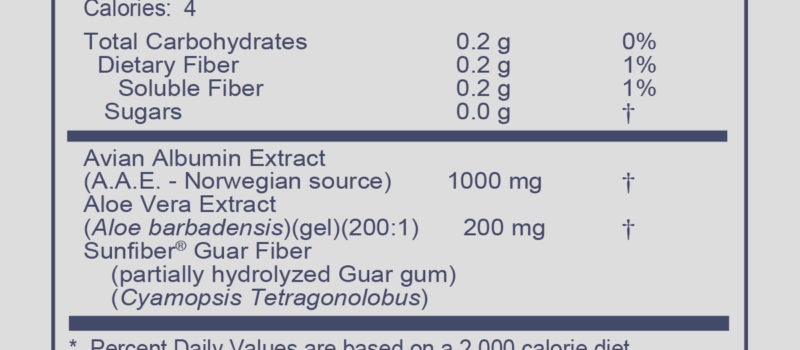 Calories: 4
Total Carbohydrates 0.2 g 0%
Dietary Fiber 0.2 g 1%
Soluble Fiber 0.2 g 1%
Sugars 0.0 g †
Avian Albumin Extract
(A.A.E. - Norwegian source) 1000 mg †
Aloe Vera Extract
(Aloe barbadensis)(gel)(200:1) 200 mg †
Sunfiber® Guar Fiber
(partially hydrolyzed Guar gum)
(Cyamopsis Tetragonolobus)
* Percent Daily Values are based on a 2,000 calorie diet